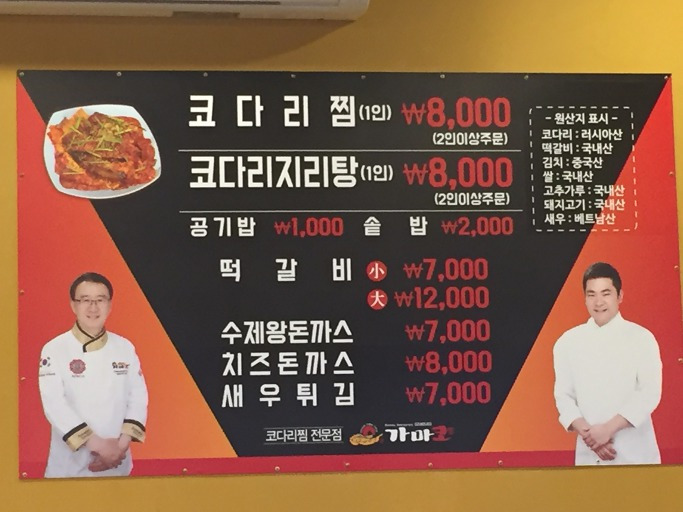 코다리찜(1인) ₩8,000
(2인이상주문)
코다리지리탕(1인) ₩8,000
(2인이상주문)
공기밥 ₩1,000 솥밥 ₩2,000
떡갈비 小 ₩7,000
大 ₩12,000
수제왕돈까스 ₩7,000
치즈돈까스 ₩8,000
새우튀김 ₩7,000
코다리찜 전문점 가마코
- 원산지 표시 -
코다리 : 러시아산
떡갈비 : 국내산
김치 : 중국산
쌀 : 국내산
고추가루 : 국내산
돼지고기 : 국내산
새우 : 베트남산